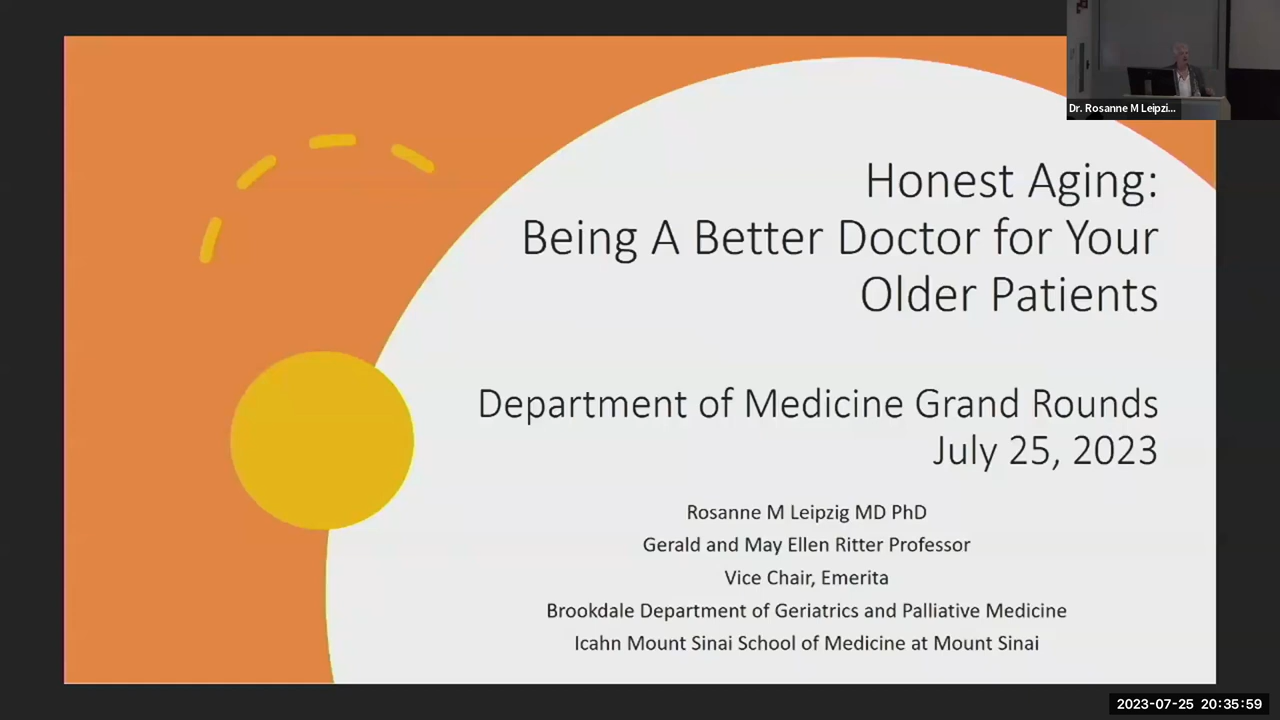 Dr. Rosanne M Leipzi...
Honest Aging:
Being A Better Doctor for Your
Older Patients
Department of Medicine Grand Rounds
July 25, 2023
Rosanne M Leipzig MD PhD
Gerald and May Ellen Ritter Professor
Vice Chair, Emerita
Brookdale Department of Geriatrics and Palliative Medicine
Icahn Mount Sinai School of Medicine at Mount Sinai
2023-07-25 20:35:59